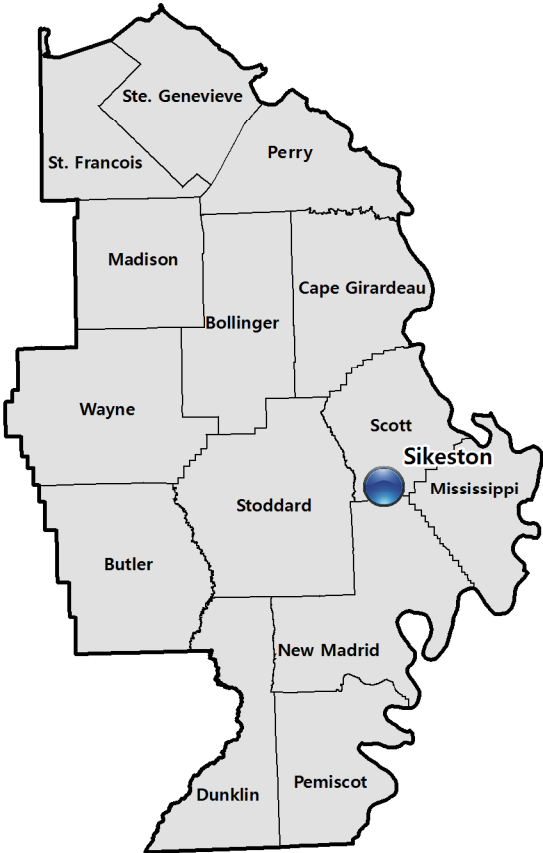 Ste. Genevieve
St. Francois
Perry
Madison
Cape Girardeau
Bollinger
Wayne
Scott
Sikeston
Mississippi
Stoddard
Butler
New Madrid
Pemiscot
Dunklin